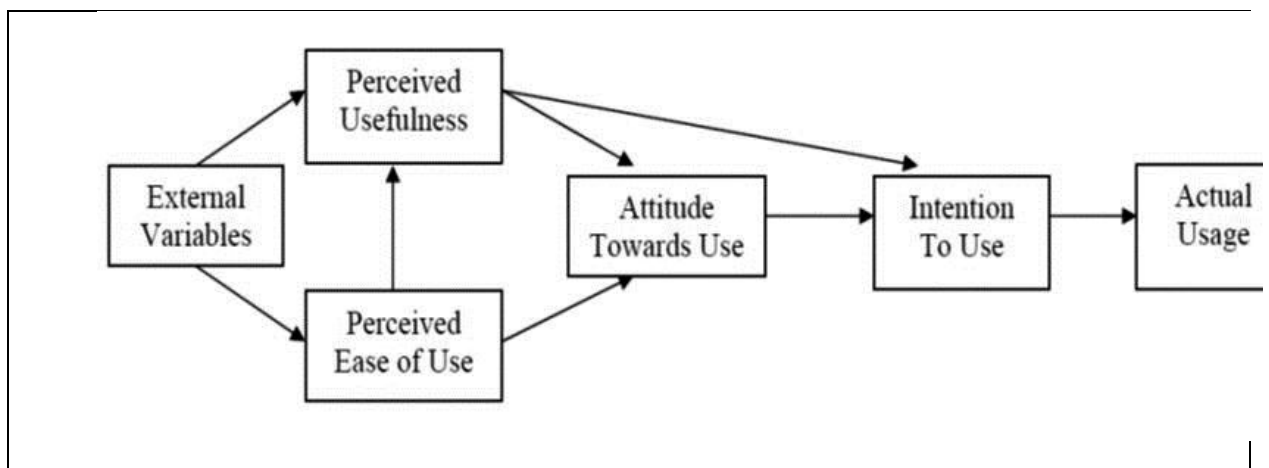 Perceived
Usefulness
External
Variables
Perceived
Ease of Use
Attitude
Towards Use
Intention
To Use
Actual
Usage